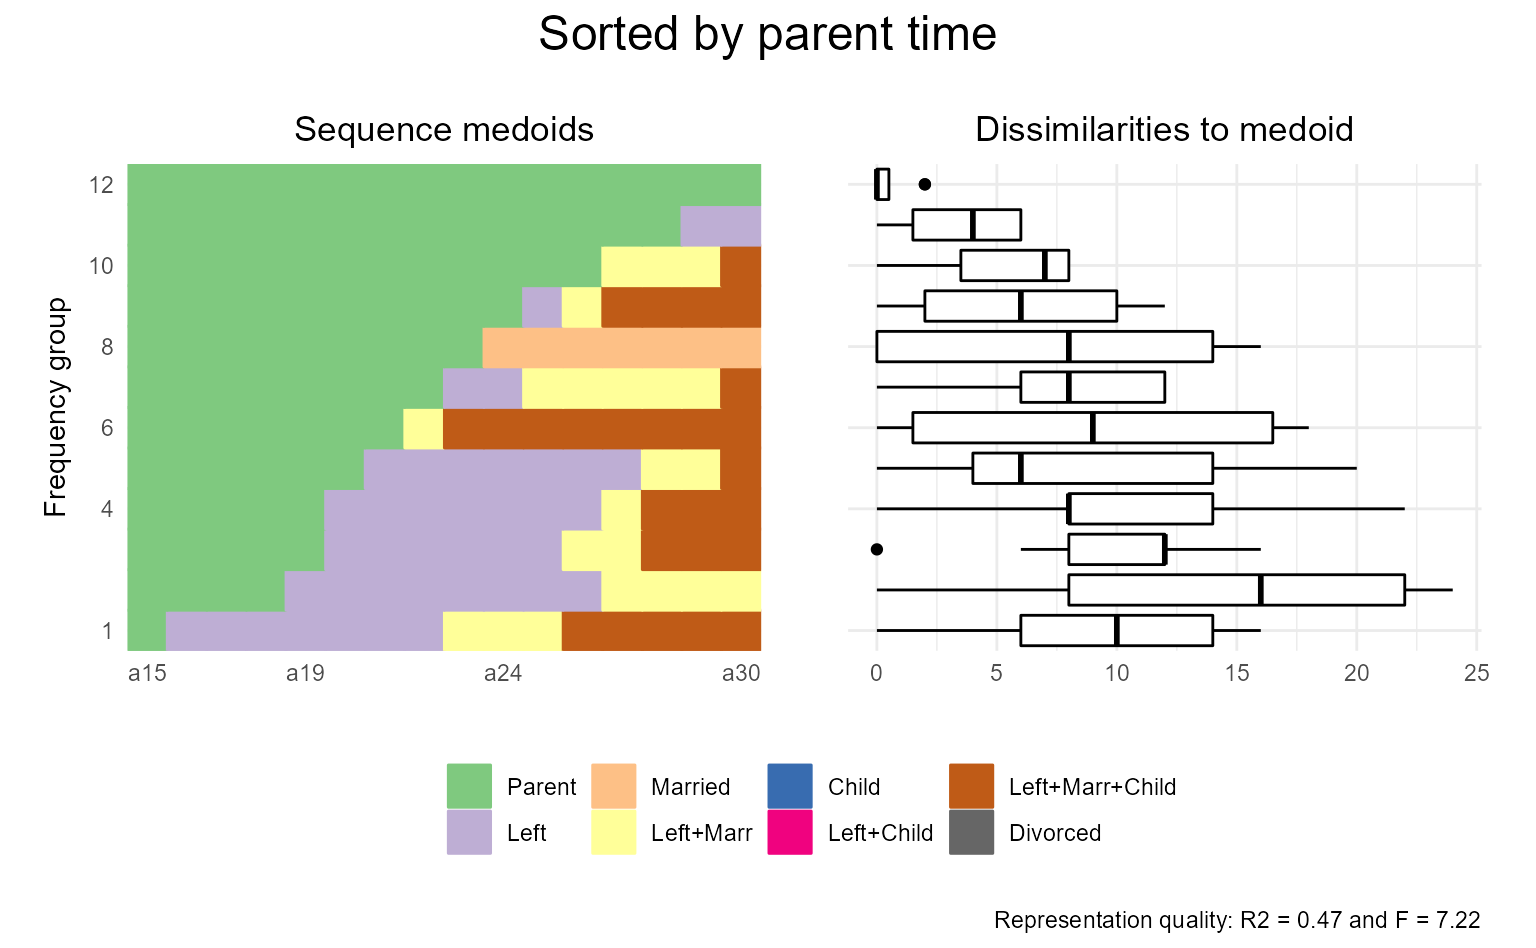 Sorted by parent time
Sequence medoids
Dissimilarities to medoid
Frequency group
12
10
8
6
4
1
a15 a19 a24 a30
0 5 10 15 20 25
Parent Married Child Left+Marr+Child
Left Left+Marr Left+Child Divorced
Representation quality: R2 = 0.47 and F = 7.22